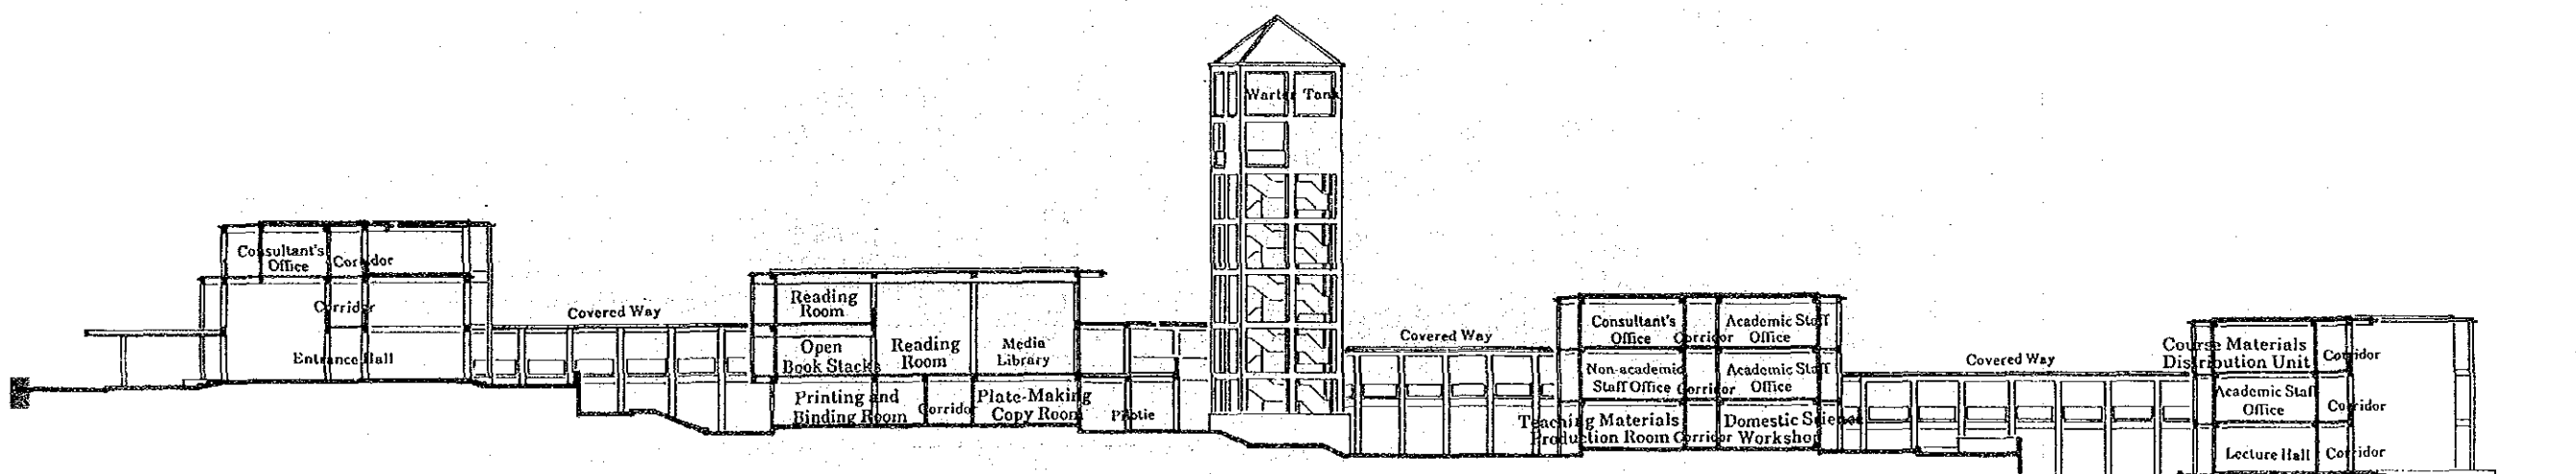 Warter Tank
Consultant's
Office
Corridor
Corridor
Entrance Hall
Covered Way
Reading
Room
Open
Book Stacks
Reading
Room
Media
Library
Printing and
Binding Room
Corridor
Plate-Making
Copy Room
Pilotie
Covered Way
Consultant's
Office
Corridor
Academic Staff
Office
Non-academic
Staff Office
Corridor
Academic Staff
Office
Teaching Materials
Production Room
Corridor
Domestic Science
Workshop
Covered Way
Course Materials
Distribution Unit
Corridor
Academic Staff
Office
Corridor
Lecture Hall
Corridor